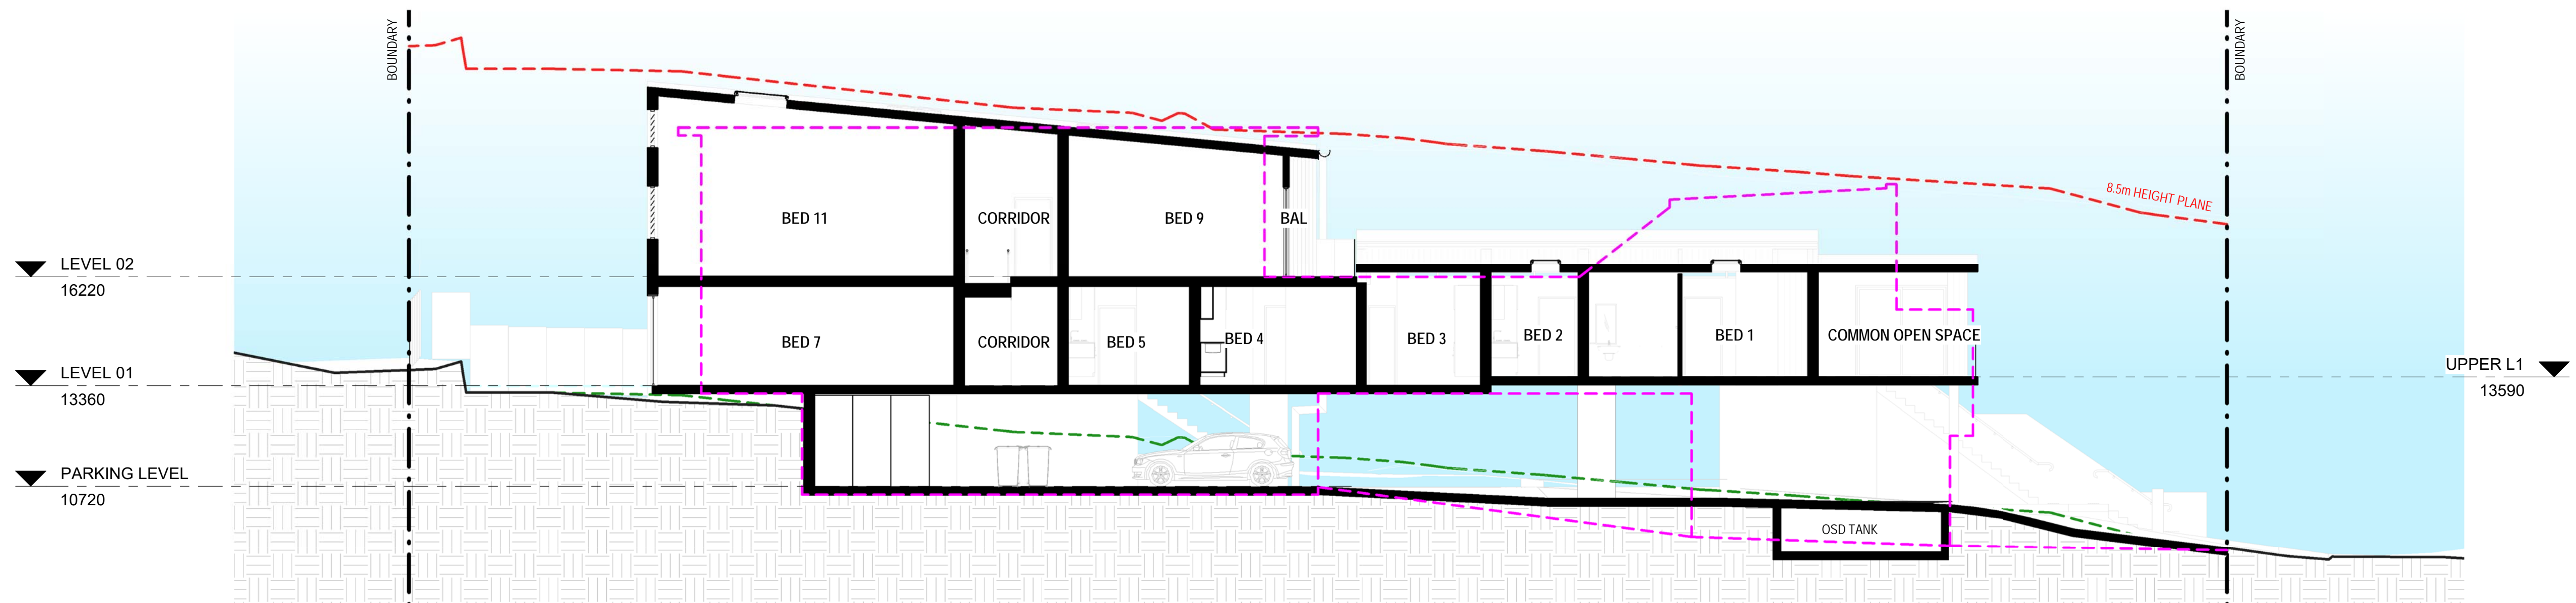 BOUNDARY
BOUNDARY
8.5m HEIGHT PLANE
BED 11
CORRIDOR
BED 9
BAL
LEVEL 02
16220
BED 7
CORRIDOR
BED 5
BED 4
BED 3
BED 2
BED 1
COMMON OPEN SPACE
LEVEL 01
13360
UPPER L1
13590
PARKING LEVEL
10720
OSD TANK